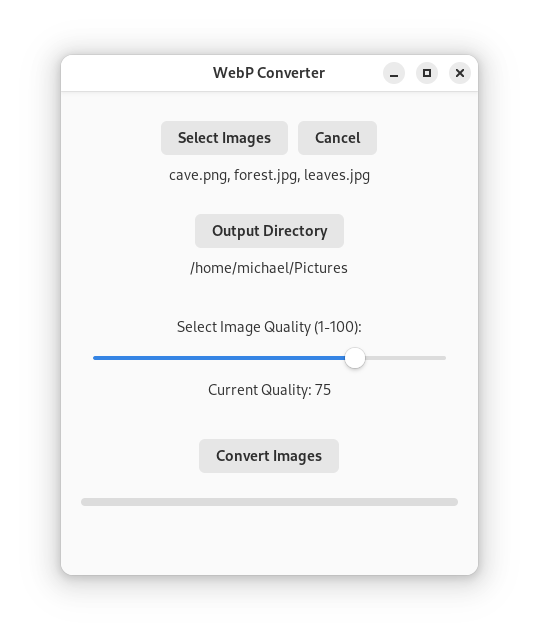 WebP Converter
Select Images Cancel
cave.png, forest.jpg, leaves.jpg
Output Directory
/home/michael/Pictures
Select Image Quality (1-100):
Current Quality: 75
Convert Images